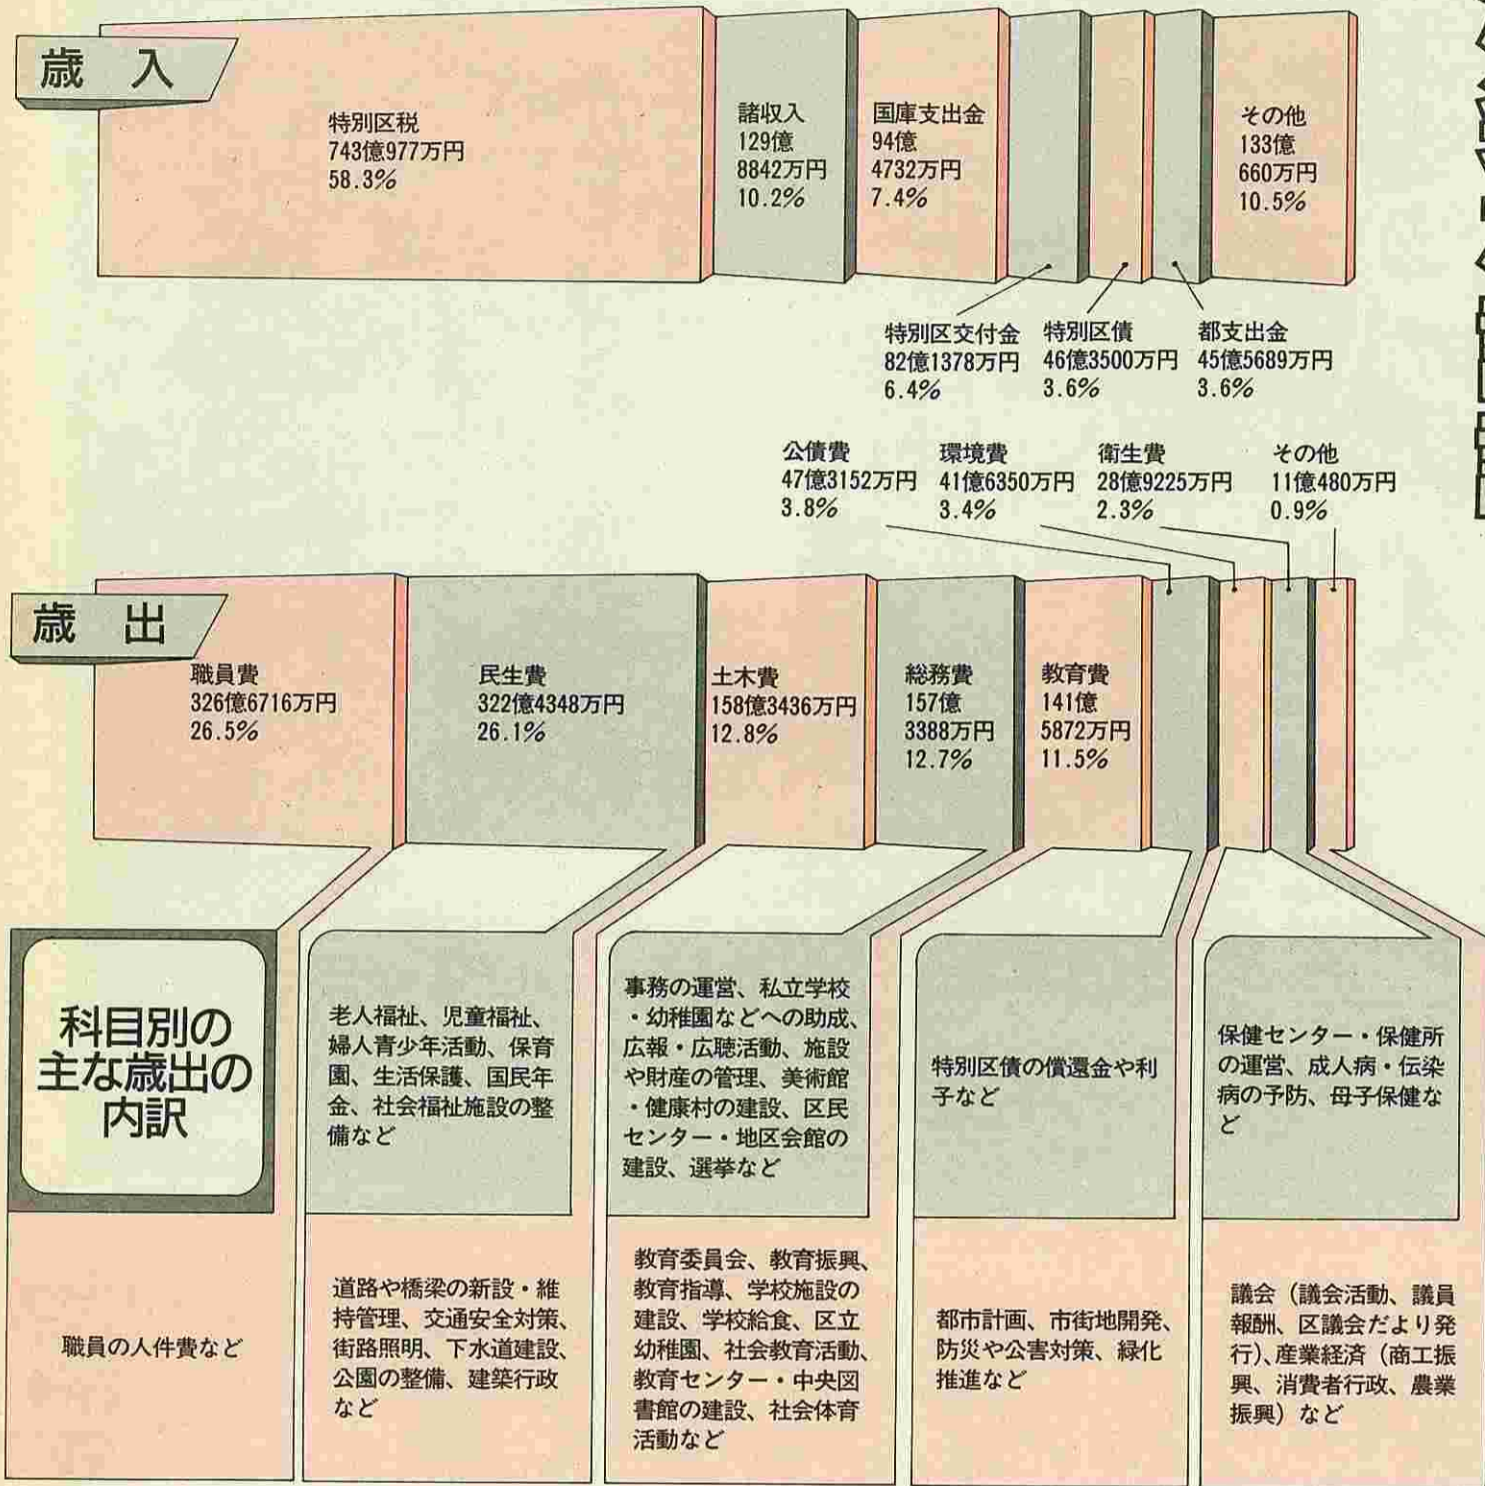 歳 入
特別区税
743億977万円
58.3%
諸収入
129億
8842万円
10.2%
国庫支出金
94億
4732万円
7.4%
その他
133億
660万円
10.5%
特別区交付金
82億1378万円
6.4%
特別区債
46億3500万円
3.6%
都支出金
45億5689万円
3.6%
公債費
47億3152万円
3.8%
環境費
41億6350万円
3.4%
衛生費
28億9225万円
2.3%
その他
11億480万円
0.9%
歳 出
職員費
326億6716万円
26.5%
民生費
322億4348万円
26.1%
土木費
158億3436万円
12.8%
総務費
157億
3388万円
12.7%
教育費
141億
5872万円
11.5%
科目別の
主な歳出の
内訳
老人福祉、児童福祉、
婦人青少年活動、保育
園、生活保護、国民年
金、社会福祉施設の整
備など
事務の運営、私立学校
・幼稚園などへの助成、
広報・広聴活動、施設
や財産の管理、美術館
・健康村の建設、区民
センター・地区会館の
建設、選挙など
特別区債の償還金や利
子など
保健センター・保健所
の運営、成人病・伝染
病の予防、母子保健な
ど
職員の人件費など
道路や橋梁の新設・維
持管理、交通安全対策、
街路照明、下水道建設、
公園の整備、建築行政
など
教育委員会、教育振興、
教育指導、学校施設の
建設、学校給食、区立
幼稚園、社会教育活動、
教育センター・中央図
書館の建設、社会体育
活動など
都市計画、市街地開発、
防災や公害対策、緑化
推進など
議会（議会活動、議員
報酬、区議会だより発
行）、産業経済（商工振
興、消費者行政、農業
振興）など